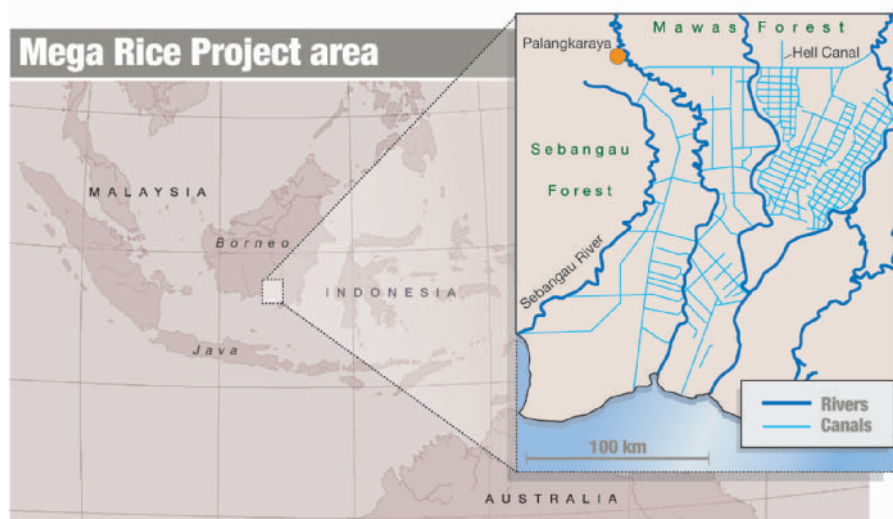 Mega Rice Project area
MALAYSIA
Borneo
INDONESIA
Java
AUSTRALIA
Mawas Forest
Palangkaraya
Hell Canal
Sebangau
Forest
Sebangau River
Rivers
Canals
100 km